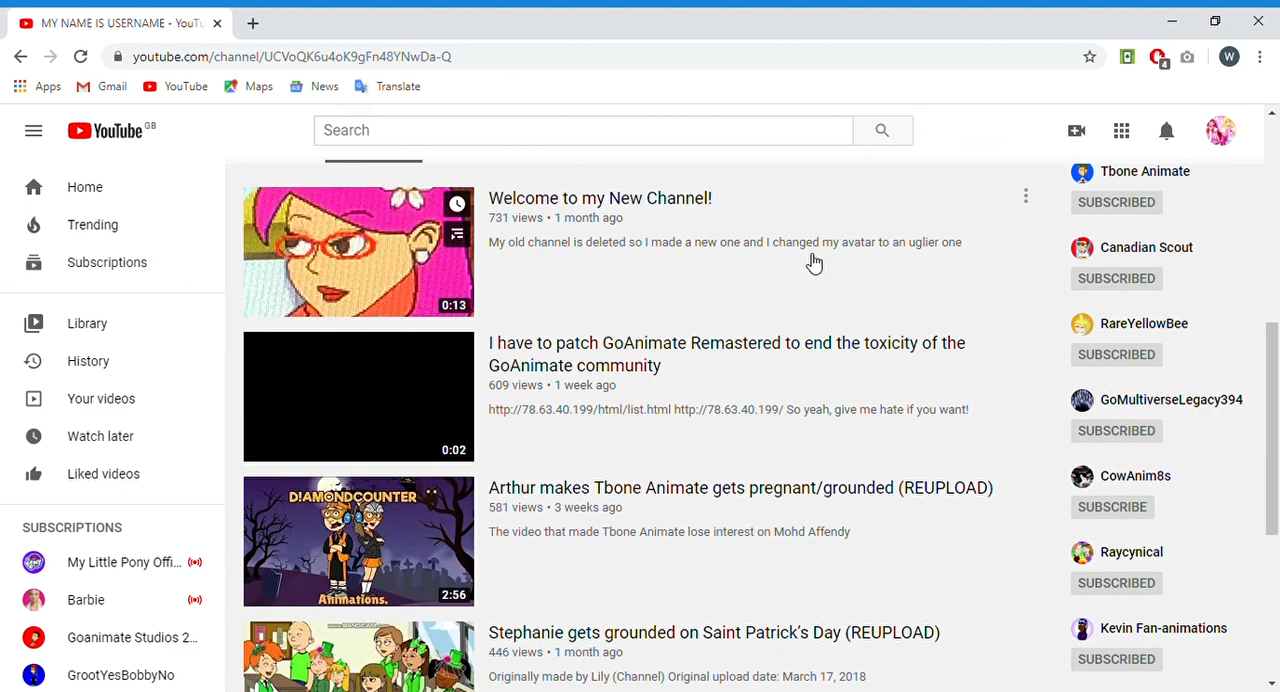 MY NAME IS USERNAME - YouTu
youtube.com/channel/UCVoQK6u4oK9gFn48YNwDa-Q
4
W
Apps
Gmail
YouTube
Maps
News
Translate
YouTube GB
Search
Home
Trending
Subscriptions
Library
History
Your videos
Watch later
Liked videos
SUBSCRIPTIONS
My Little Pony Offi...
Barbie
Goanimate Studios 2...
GrootYesBobbyNo
0:13
Welcome to my New Channel!
731 views • 1 month ago
My old channel is deleted so I made a new one and I changed my avatar to an uglier one
0:02
I have to patch GoAnimate Remastered to end the toxicity of the
GoAnimate community
609 views • 1 week ago
http://78.63.40.199/html/list.html http://78.63.40.199/ So yeah, give me hate if you want!
D!AMONDCOUNTER
Animations.
2:56
Arthur makes Tbone Animate gets pregnant/grounded (REUPLOAD)
581 views • 3 weeks ago
The video that made Tbone Animate lose interest on Mohd Affendy
Stephanie gets grounded on Saint Patrick's Day (REUPLOAD)
446 views • 1 month ago
Originally made by Lily (Channel) Original upload date: March 17, 2018
Tbone Animate
SUBSCRIBED
Canadian Scout
SUBSCRIBED
RareYellowBee
SUBSCRIBED
GoMultiverseLegacy394
SUBSCRIBED
CowAnim8s
SUBSCRIBE
Raycynical
SUBSCRIBED
Kevin Fan-animations
SUBSCRIBED